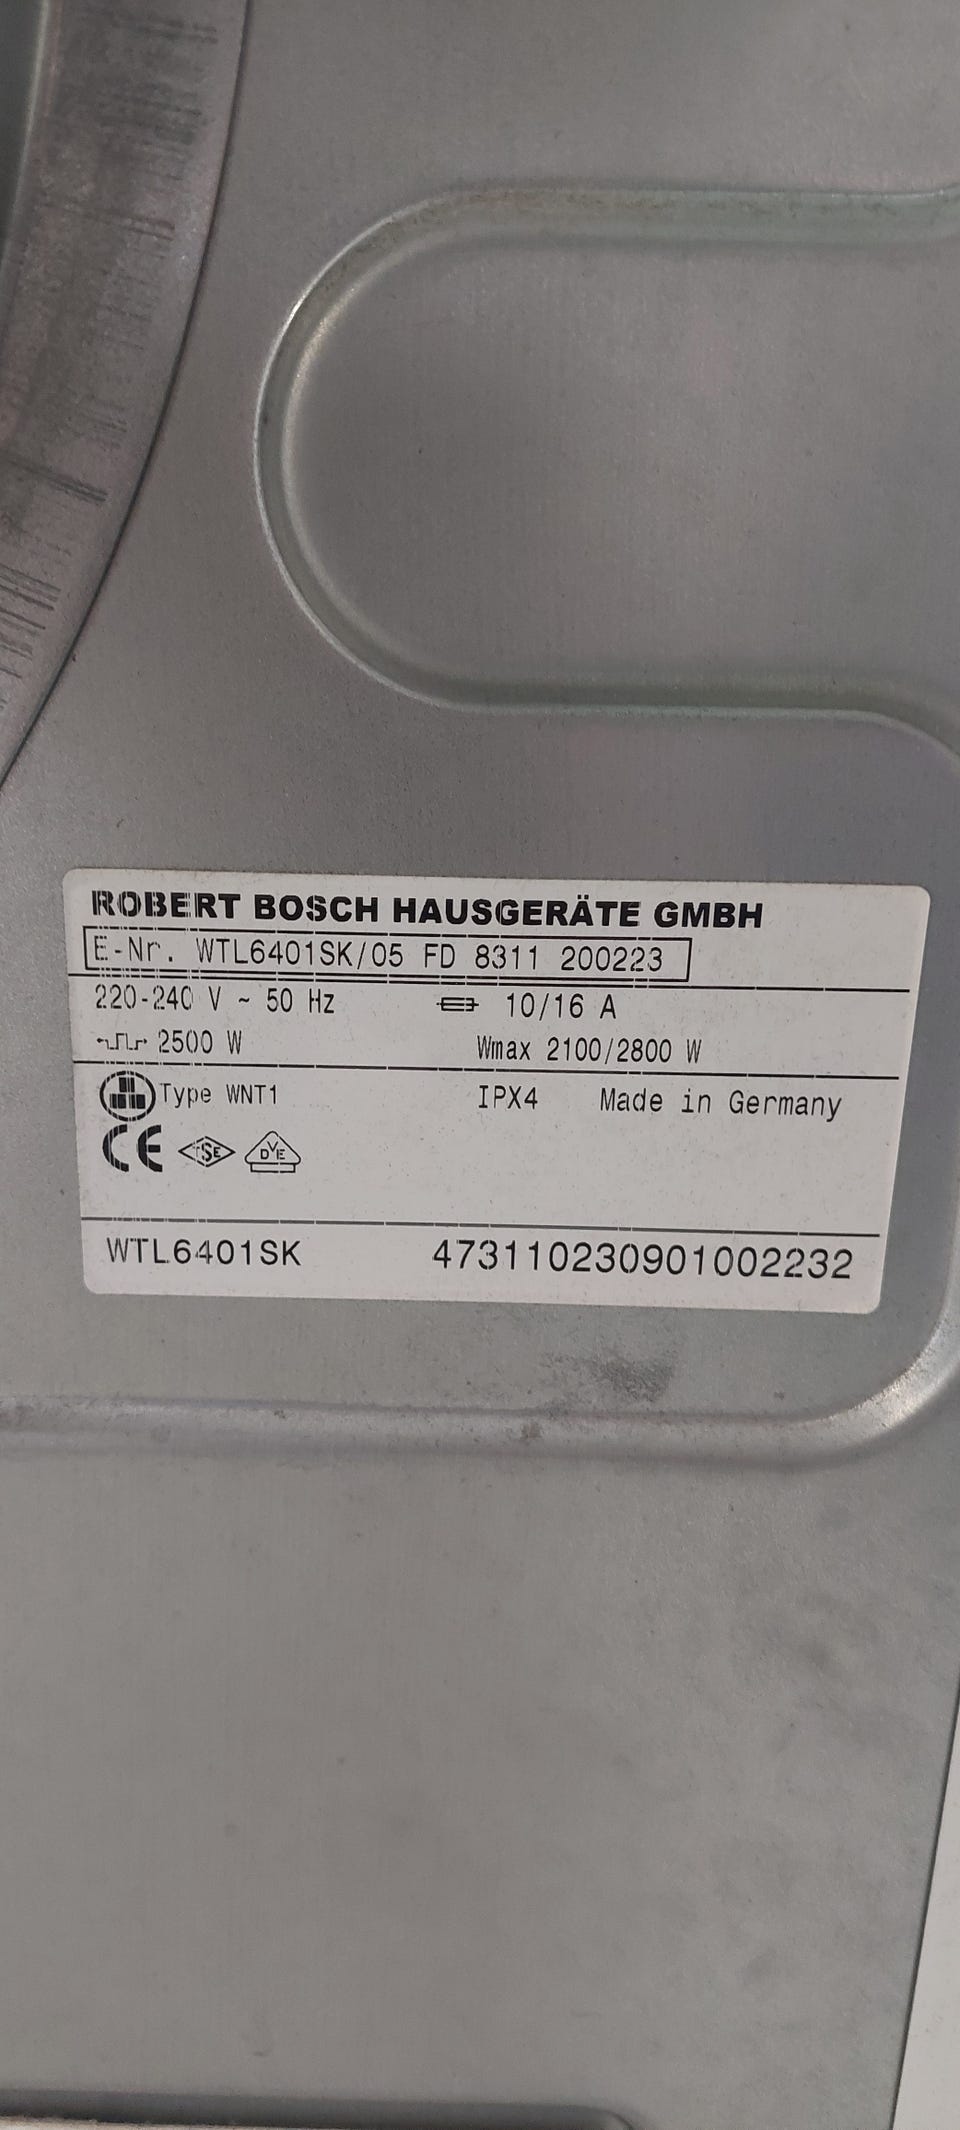 ROBERT BOSCH HAUSGERÄTE GMBH
E-Nr. WTL6401SK/05 FD 8311 200223
220-240 V ~ 50 Hz 10/16 A
2500 W Wmax 2100/2800 W
Type WNT1 IPX4 Made in Germany
CE TSE DVE
WTL6401SK 473110230901002232